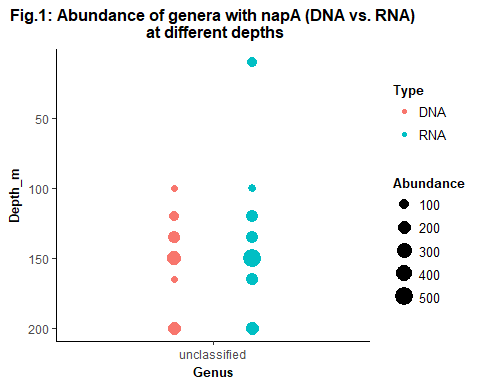 Fig.1: Abundance of genera with napA (DNA vs. RNA)
at different depths
Type
DNA
RNA
Abundance
100
200
300
400
500
50
100
150
200
Depth_m
unclassified
Genus